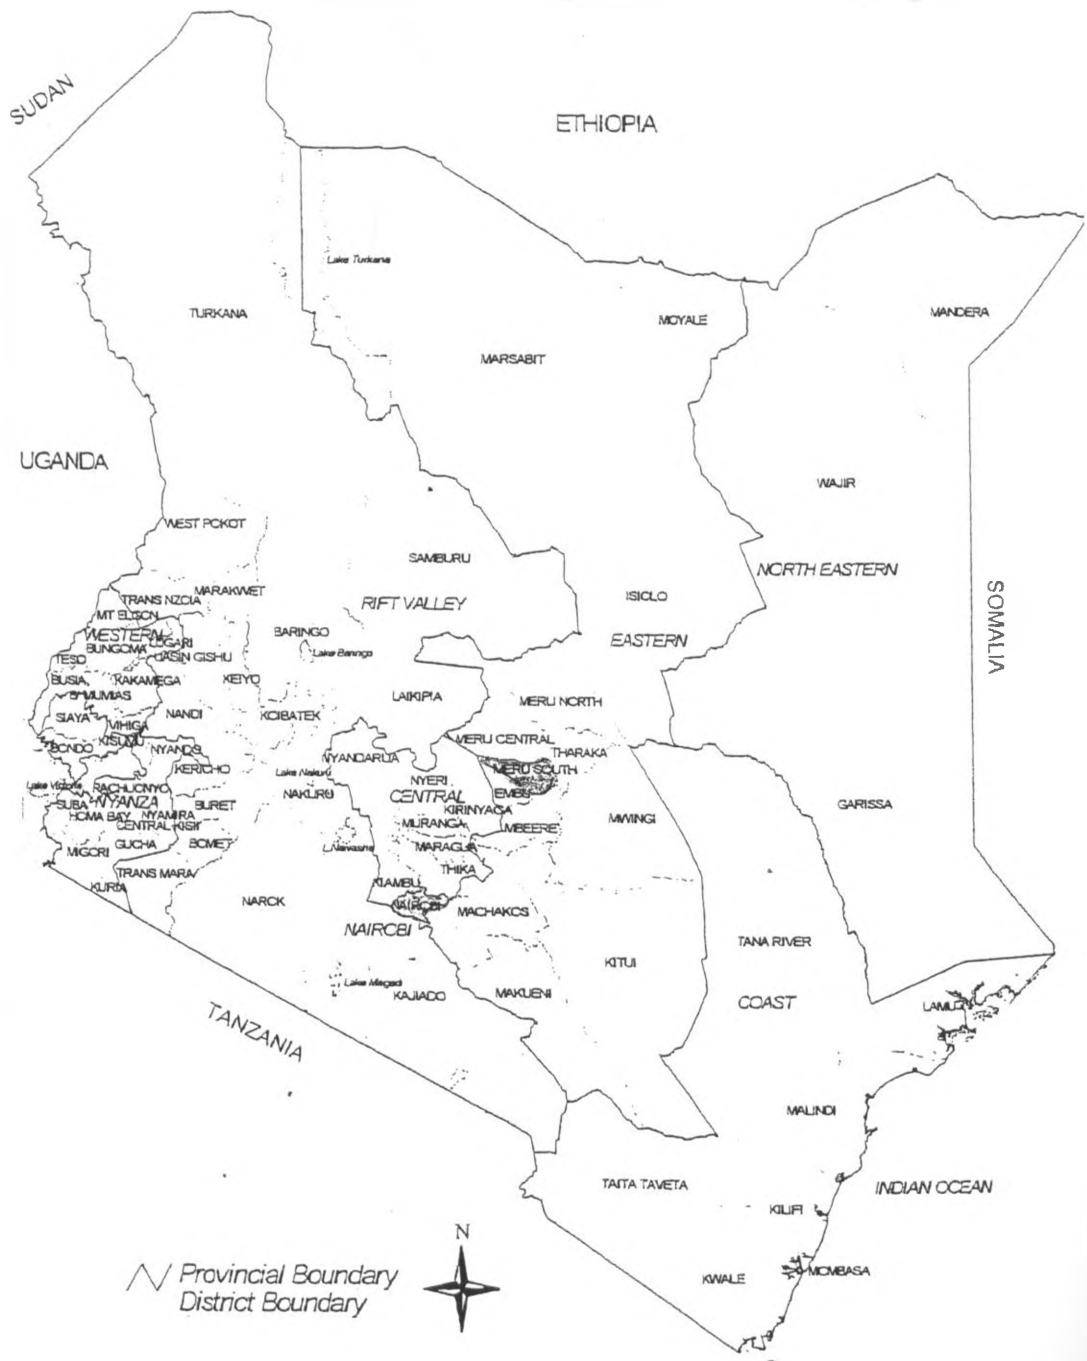 SUDAN
ETHIOPIA
Lake Turkana
TURKANA
MOYALE
MANDERA
MARSABIT
UGANDA
WAJIR
WEST POKOT
SAMBURU
NORTH EASTERN
MARAKWET
TRANS NZOIA
RIFT VALLEY
ISIOLO
SOMALIA
MT ELGON
WESTERN
LUGARI
BARINGO
EASTERN
BUNGOMA
UASIN GISHU
Lake Baringo
TESO
BUSIA
KAKAMEGA
KEIYO
LAIKIPIA
MERU NORTH
B/MUMIAS
SIAYA
VIHIGA
NANDI
KOIBATEK
BONDO
KISUMU
NYANDO
NYANDARUA
MERU CENTRAL
THARAKA
KERICHO
Lake Nakuru
NYERI
MERU SOUTH
Lake Victoria
RACHUONYO
NAKURU
CENTRAL
EMBU
GARISSA
SUBA
NYANZA
BURET
KIRINYAGA
HOMA BAY
NYAMIRA
MURANGA
MBEERE
MWINGI
CENTRAL KISII
MIGORI
GUCHA
BOMET
L.Naivasha
MARAGUA
TRANS MARA
THIKA
KURIA
KIAMBU
NAROK
NAIROBI
MACHAKOS
NAIROBI
TANA RIVER
KITUI
Lake Magadi
KAJIADO
MAKUENI
COAST
LAMU
TANZANIA
MALINDI
TAITA TAVETA
INDIAN OCEAN
KILIFI
N
MOMBASA
KWALE
Provincial Boundary
District Boundary